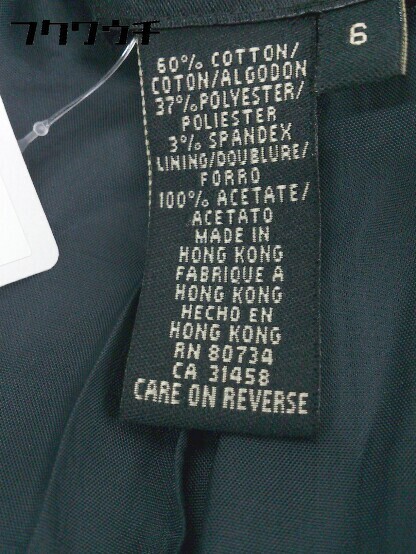 フクウウチ
6
60% COTTON/
COTON/ALGODON
37% POLYESTER/
POLIESTER
3% SPANDEX
LINING/DOUBLURE/
FORRO
100% ACETATE/
ACETATO
MADE IN
HONG KONG
FABRIQUE A
HONG KONG
HECHO EN
HONG KONG
RN 80734
CA 31458
CARE ON REVERSE